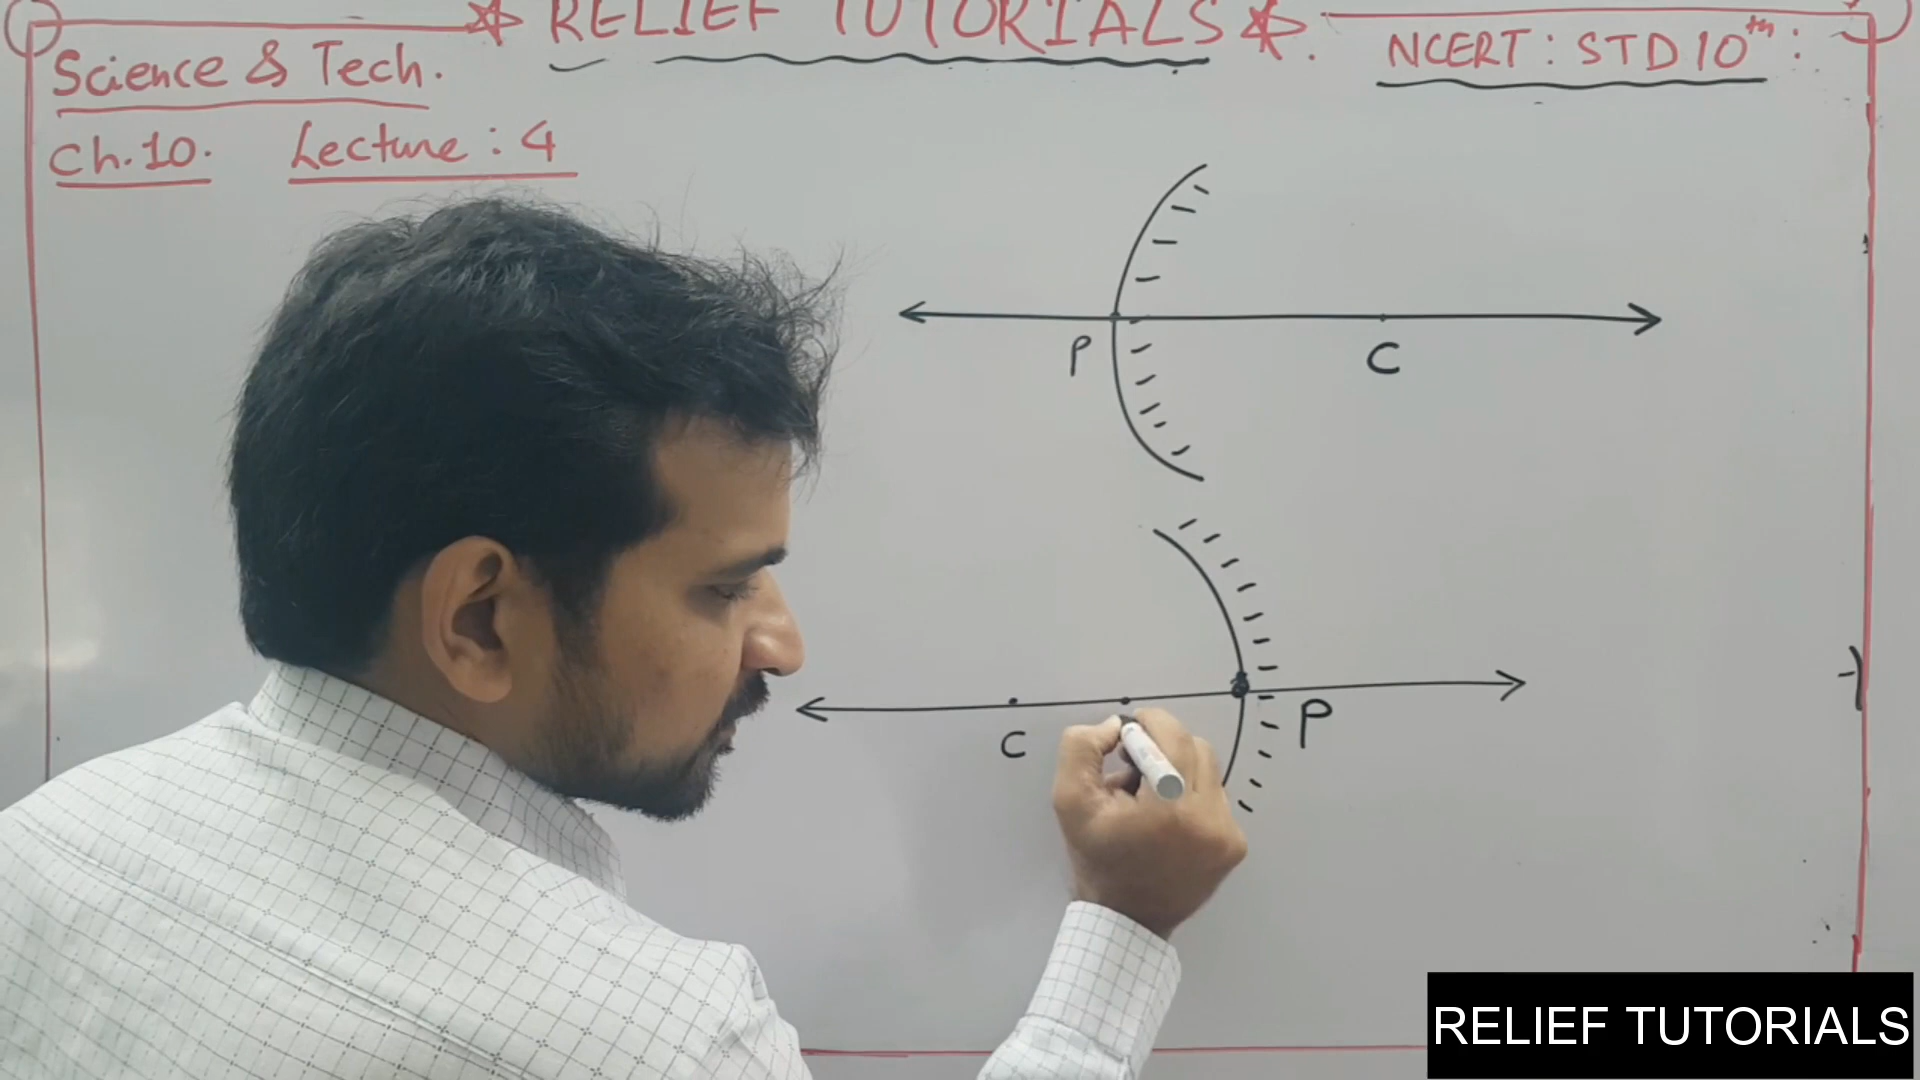 ☆ RELIEF TUTORIALS ☆.
NCERT : STD 10th :
Science & Tech.
Ch.10. Lecture : 4
P C
C P
RELIEF TUTORIALS